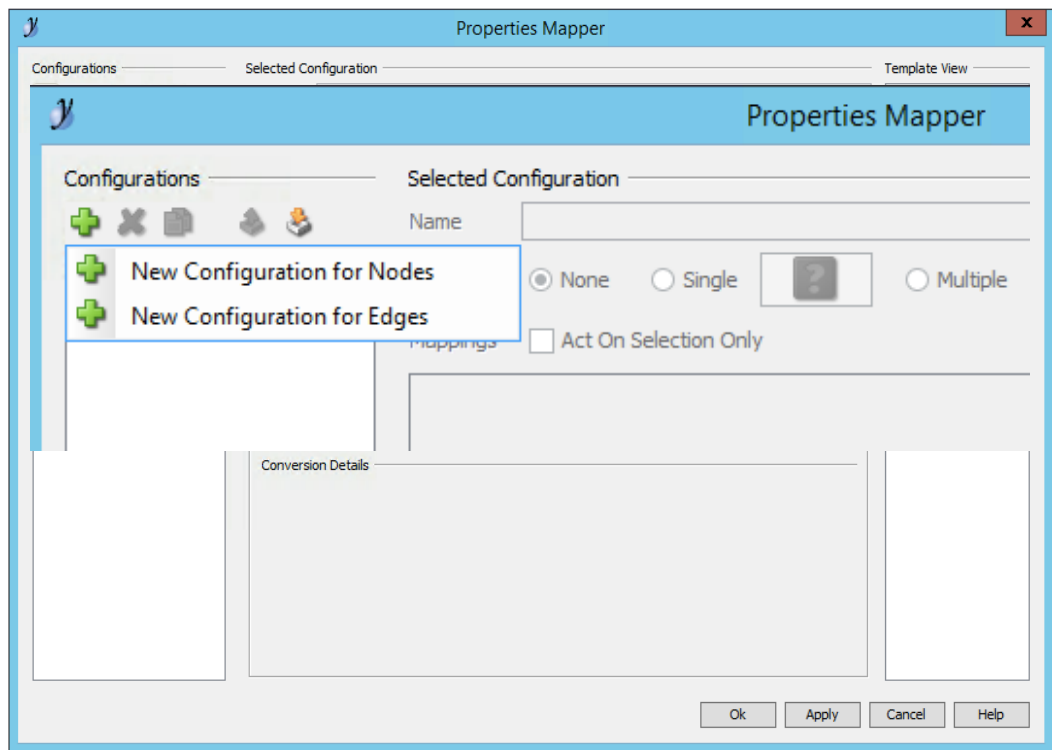 Properties Mapper
x
Configurations Selected Configuration Template View
Properties Mapper
Configurations Selected Configuration
Name
New Configuration for Nodes
None Single ? Multiple
New Configuration for Edges
Mappings Act On Selection Only
Conversion Details
Ok Apply Cancel Help